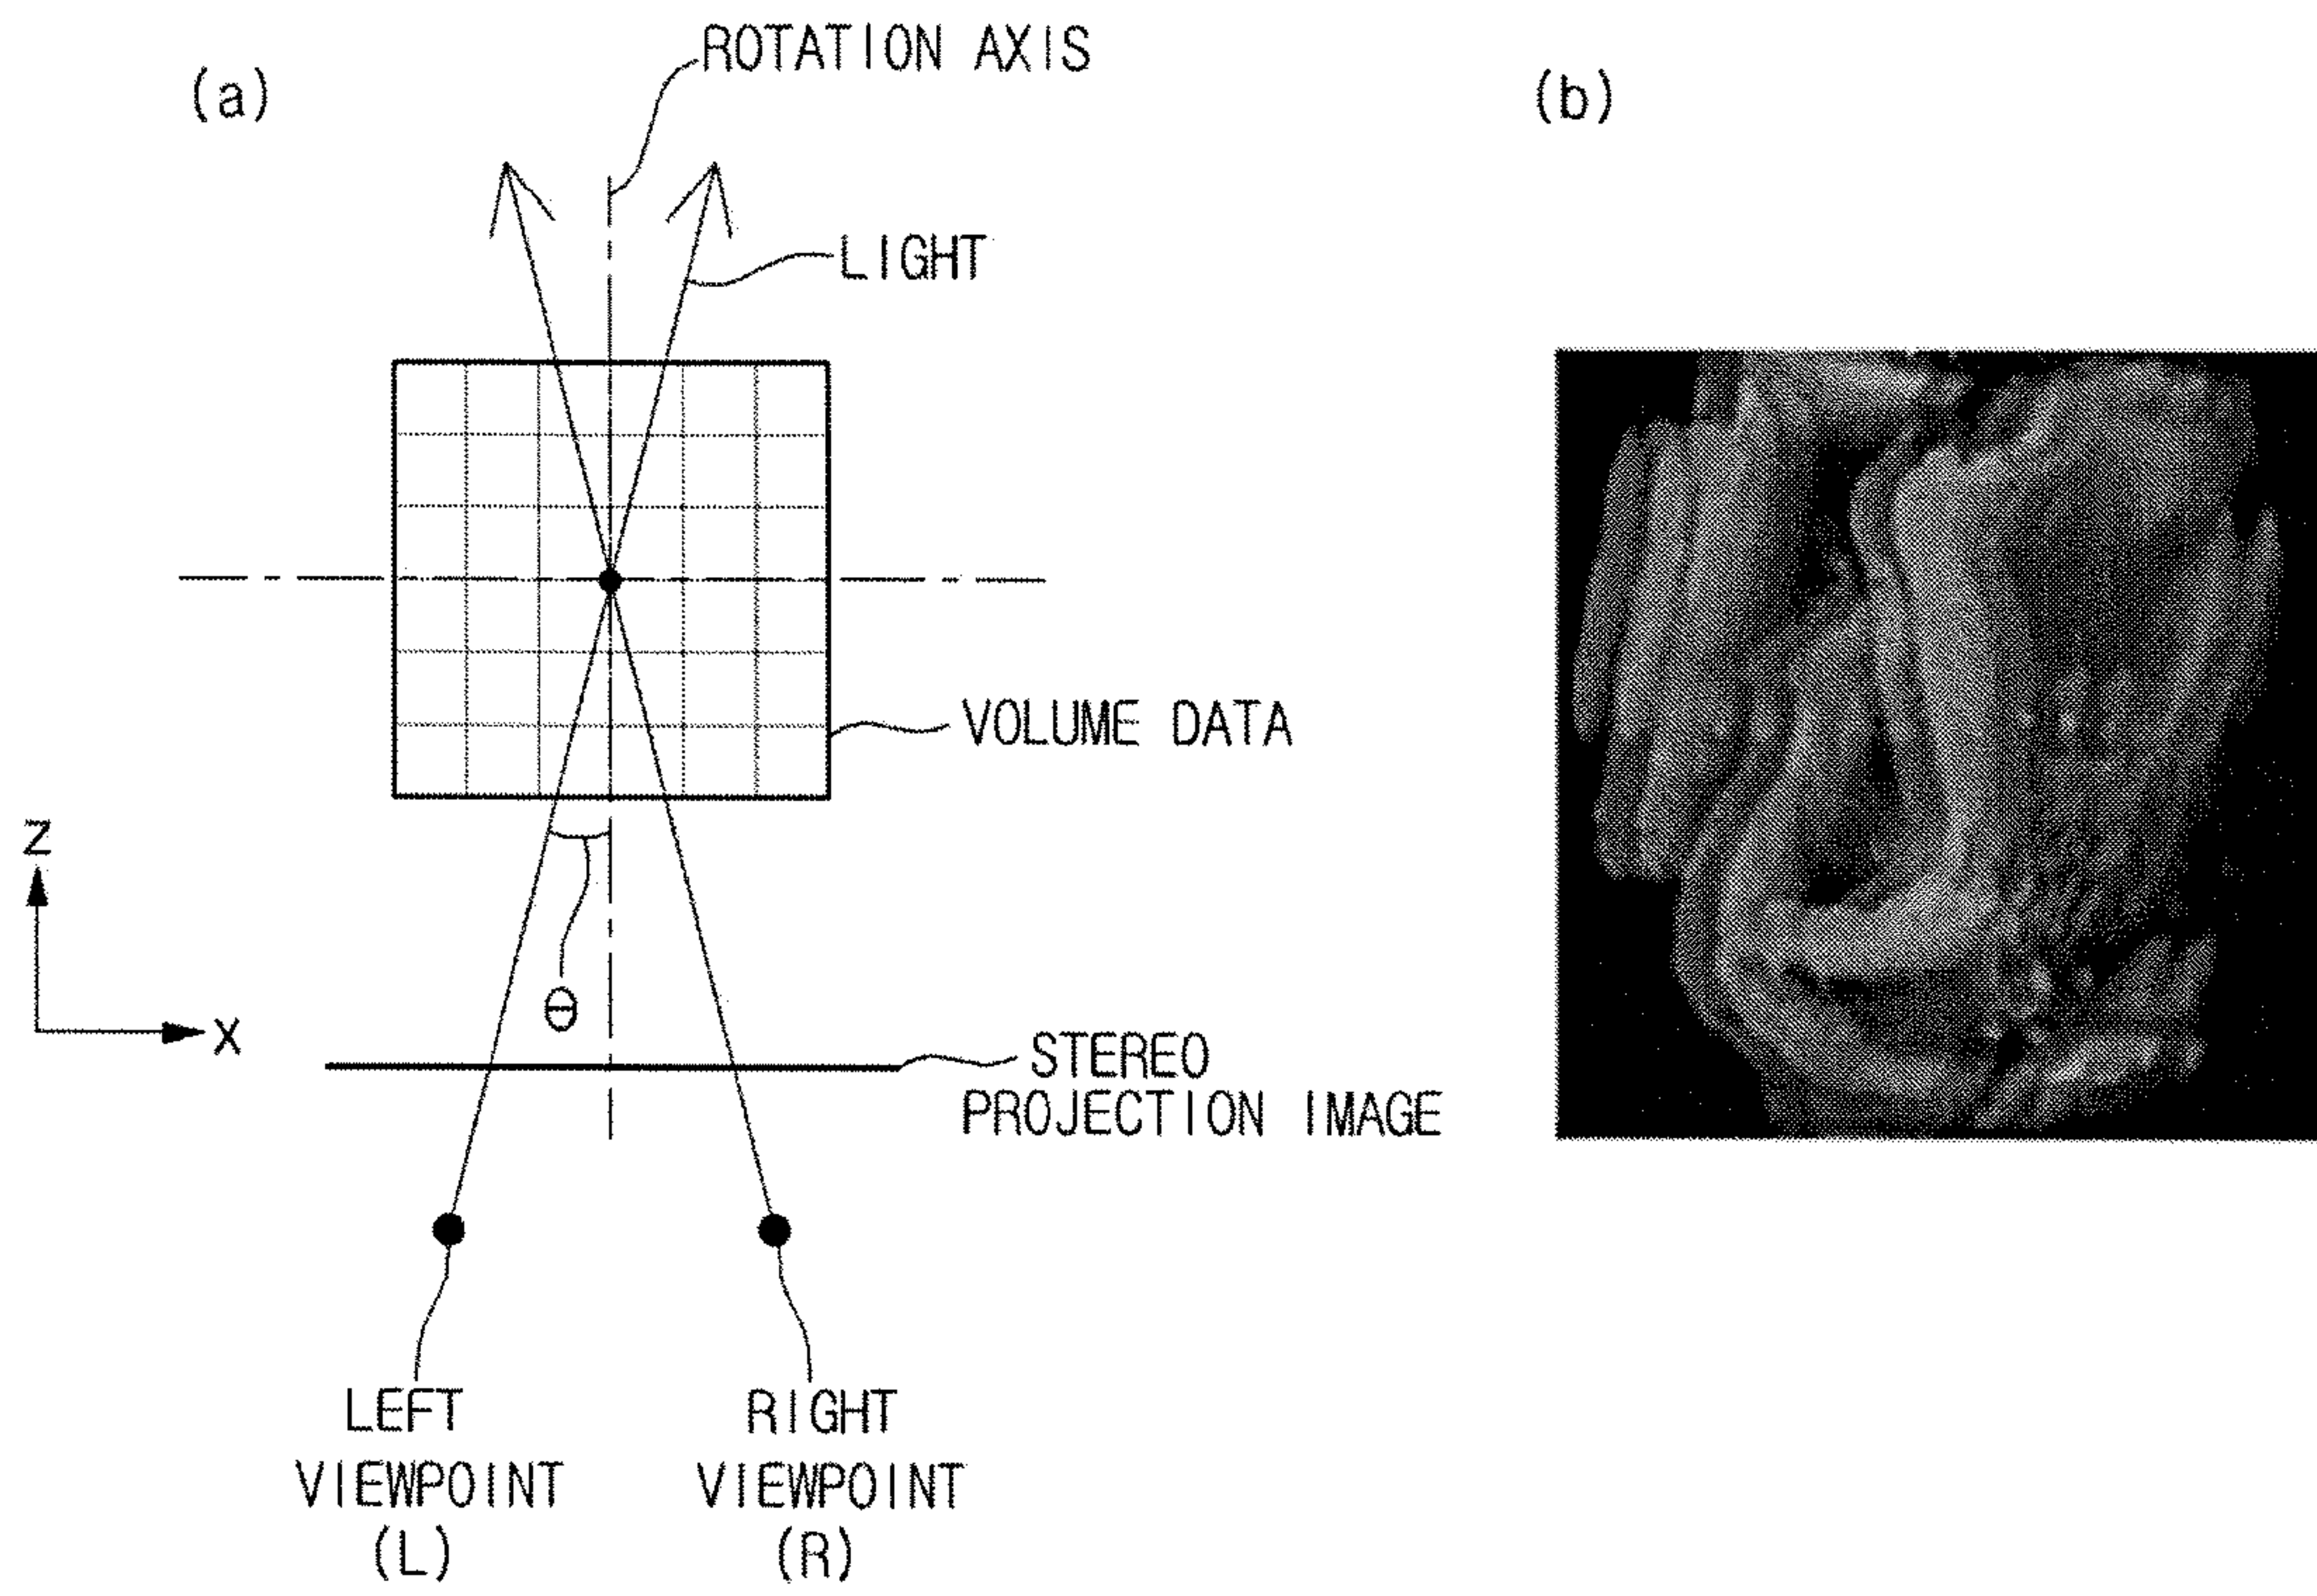 (a)
ROTATION AXIS
(b)
LIGHT
VOLUME DATA
Z
θ
X
STEREO
PROJECTION IMAGE
LEFT
VIEWPOINT
(L)
RIGHT
VIEWPOINT
(R)